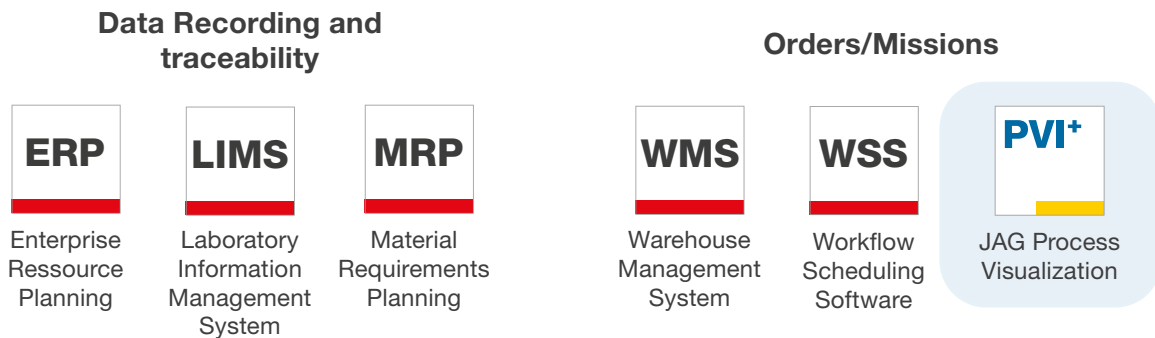 Data Recording and
traceability
Orders/Missions
ERP
LIMS
MRP
WMS
WSS
PVI+
Enterprise
Ressource
Planning
Laboratory
Information
Management
System
Material
Requirements
Planning
Warehouse
Management
System
Workflow
Scheduling
Software
JAG Process
Visualization